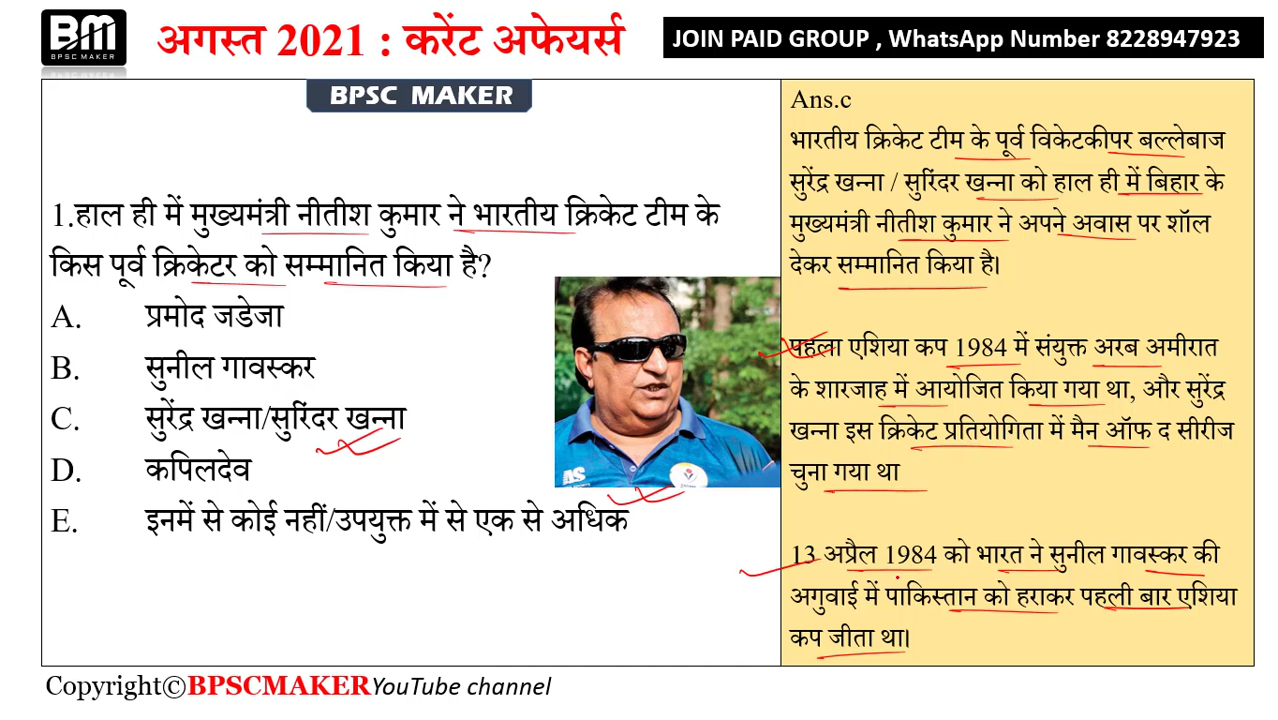 BM
BPSC MAKER
अगस्त 2021 : करेंट अफेयर्स
JOIN PAID GROUP , WhatsApp Number 8228947923
BPSC MAKER
1.हाल ही में मुख्यमंत्री नीतीश कुमार ने भारतीय क्रिकेट टीम के
किस पूर्व क्रिकेटर को सम्मानित किया है?
A. प्रमोद जडेजा
B. सुनील गावस्कर
C. सुरेंद्र खन्ना/सुरिंदर खन्ना
D. कपिलदेव
E. इनमें से कोई नहीं/उपयुक्त में से एक से अधिक
AS
Ans.c
भारतीय क्रिकेट टीम के पूर्व विकेटकीपर बल्लेबाज
सुरेंद्र खन्ना / सुरिंदर खन्ना को हाल ही में बिहार के
मुख्यमंत्री नीतीश कुमार ने अपने अवास पर शॉल
देकर सम्मानित किया है।
पहला एशिया कप 1984 में संयुक्त अरब अमीरात
के शारजाह में आयोजित किया गया था, और सुरेंद्र
खन्ना इस क्रिकेट प्रतियोगिता में मैन ऑफ द सीरीज
चुना गया था
13 अप्रैल 1984 को भारत ने सुनील गावस्कर की
अगुवाई में पाकिस्तान को हराकर पहली बार एशिया
कप जीता था।
Copyright©BPSCMAKERYouTube channel